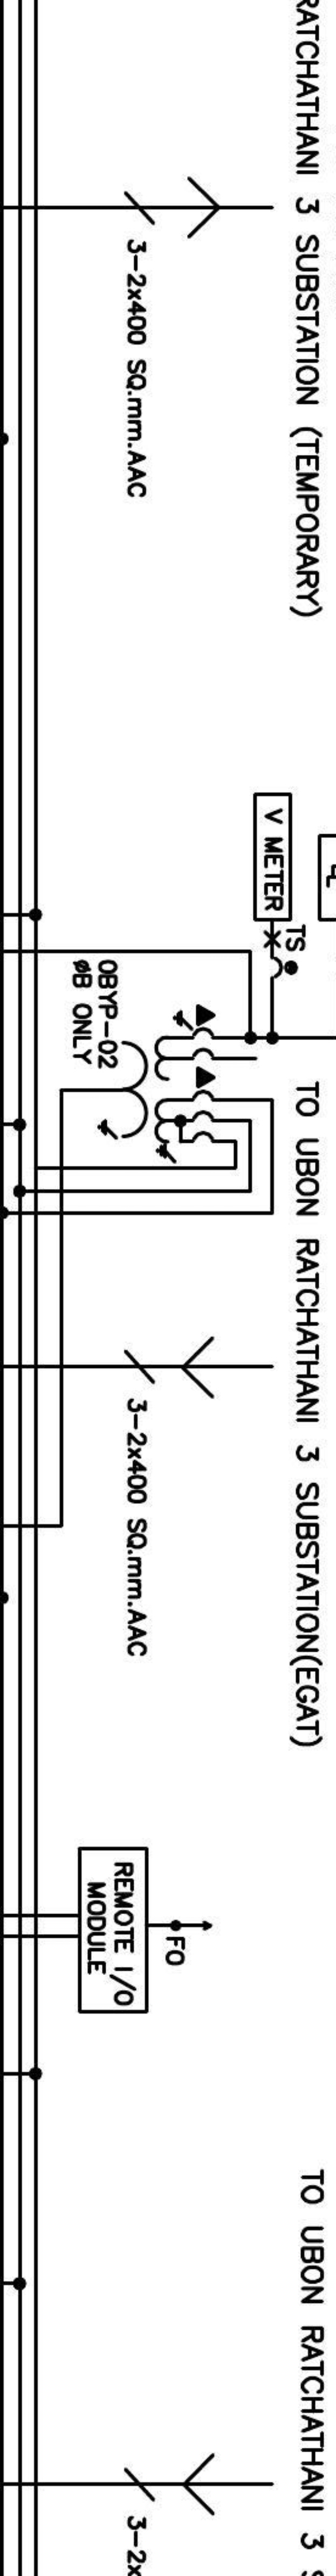 RATCHATHANI 3 SUBSTATION (TEMPORARY)
3-2x400 SQ.mm.AAC
V METER
TS
0BYP-02
øB ONLY
TO UBON RATCHATHANI 3 SUBSTATION(EGAT)
3-2x400 SQ.mm.AAC
REMOTE I/O
MODULE
FO
TO UBON RATCHATHANI 3 S
3-2x